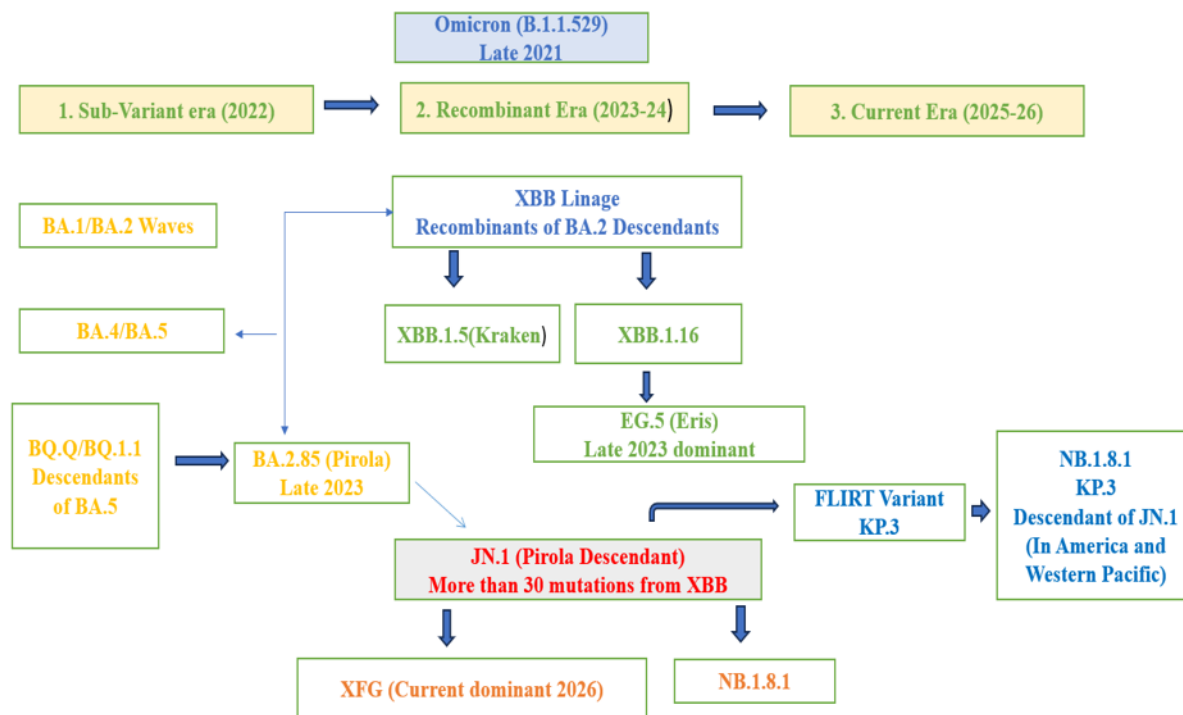 Omicron (B.1.1.529)
Late 2021
1. Sub-Variant era (2022)
2. Recombinant Era (2023-24)
3. Current Era (2025-26)
BA.1/BA.2 Waves
XBB Linage
Recombinants of BA.2 Descendants
BA.4/BA.5
XBB.1.5(Kraken)
XBB.1.16
EG.5 (Eris)
Late 2023 dominant
BQ.Q/BQ.1.1
Descendants
of BA.5
BA.2.85 (Pirola)
Late 2023
FLIRT Variant
KP.3
NB.1.8.1
KP.3
Descendant of JN.1
(In America and
Western Pacific)
JN.1 (Pirola Descendant)
More than 30 mutations from XBB
XFG (Current dominant 2026)
NB.1.8.1